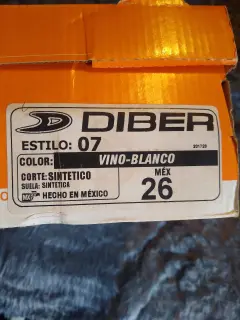 DIBER
ESTILO: 07
COLOR: VINO-BLANCO
CORTE: SINTETICO
SUELA: SINTETICA
HECHO EN MÉXICO
MÉX
26